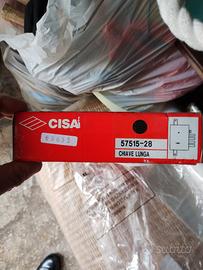 CISA
57515-28
CHIAVE LUNGA
subito